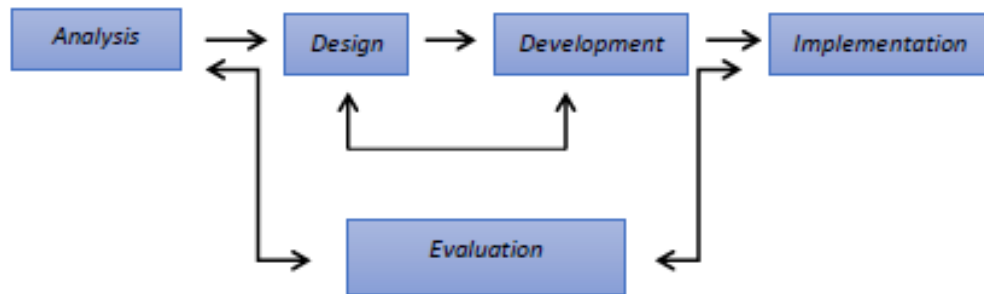 Analysis
Design
Development
Implementation
Evaluation